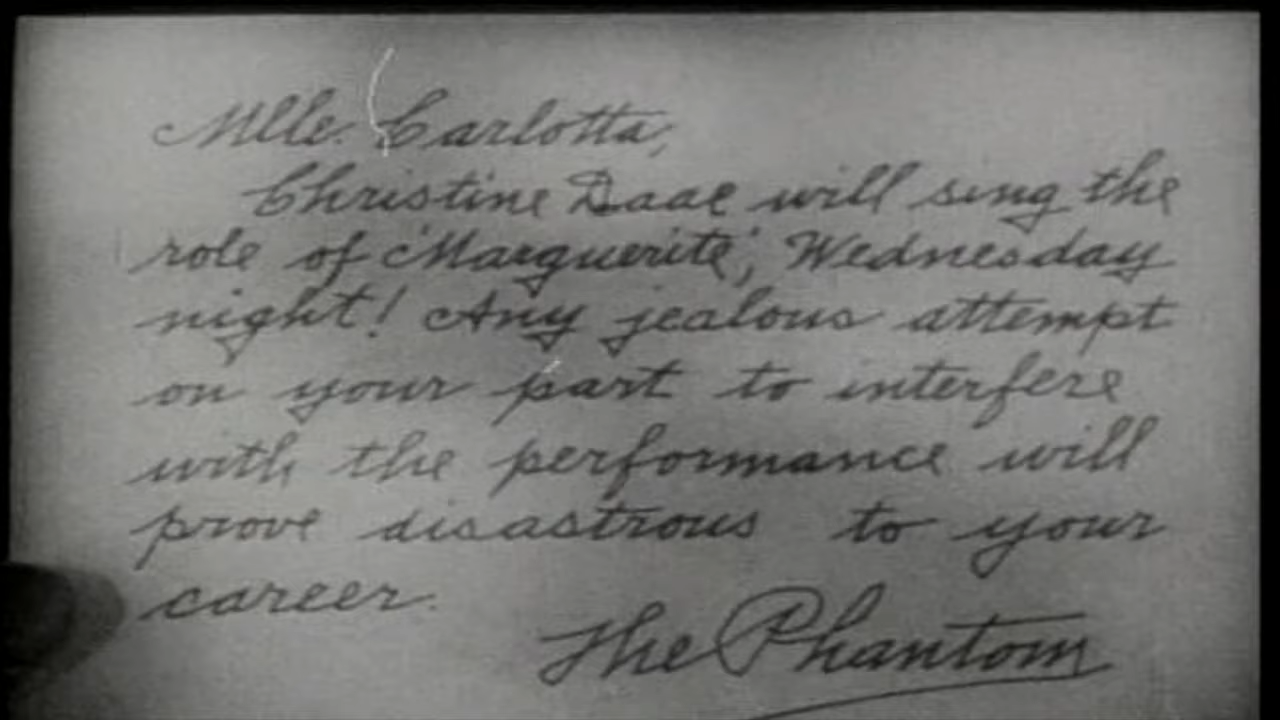 Mlle. Carlotta,
Christine Daae will sing the
role of 'Marguerite', Wednesday
night! Any jealous attempt
on your part to interfere
with the performance will
prove disastrous to your
career.
The Phantom